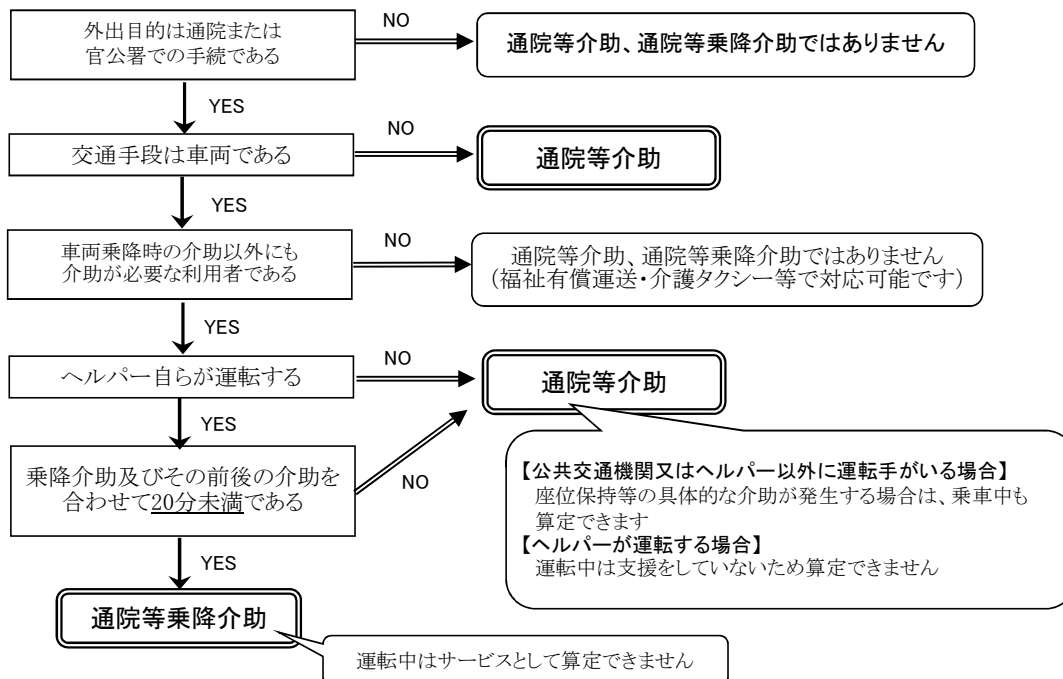 外出目的は通院または
官公署での手続である
NO
通院等介助、通院等乗降介助ではありません
YES
交通手段は車両である
NO
通院等介助
YES
車両乗降時の介助以外にも
介助が必要な利用者である
NO
通院等介助、通院等乗降介助ではありません
(福祉有償運送・介護タクシー等で対応可能です)
YES
ヘルパー自らが運転する
NO
通院等介助
YES
乗降介助及びその前後の介助を
合わせて20分未満である
NO
【公共交通機関又はヘルパー以外に運転手がいる場合】
座位保持等の具体的な介助が発生する場合は、乗車中も
算定できます
【ヘルパーが運転する場合】
運転中は支援をしていないため算定できません
YES
通院等乗降介助
運転中はサービスとして算定できません